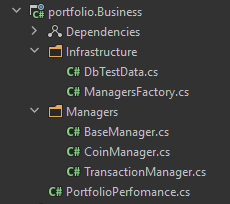 portfolio.Business
Dependencies
Infrastructure
C# DbTestData.cs
C# ManagersFactory.cs
Managers
C# BaseManager.cs
C# CoinManager.cs
C# TransactionManager.cs
C# PortfolioPerfomance.cs